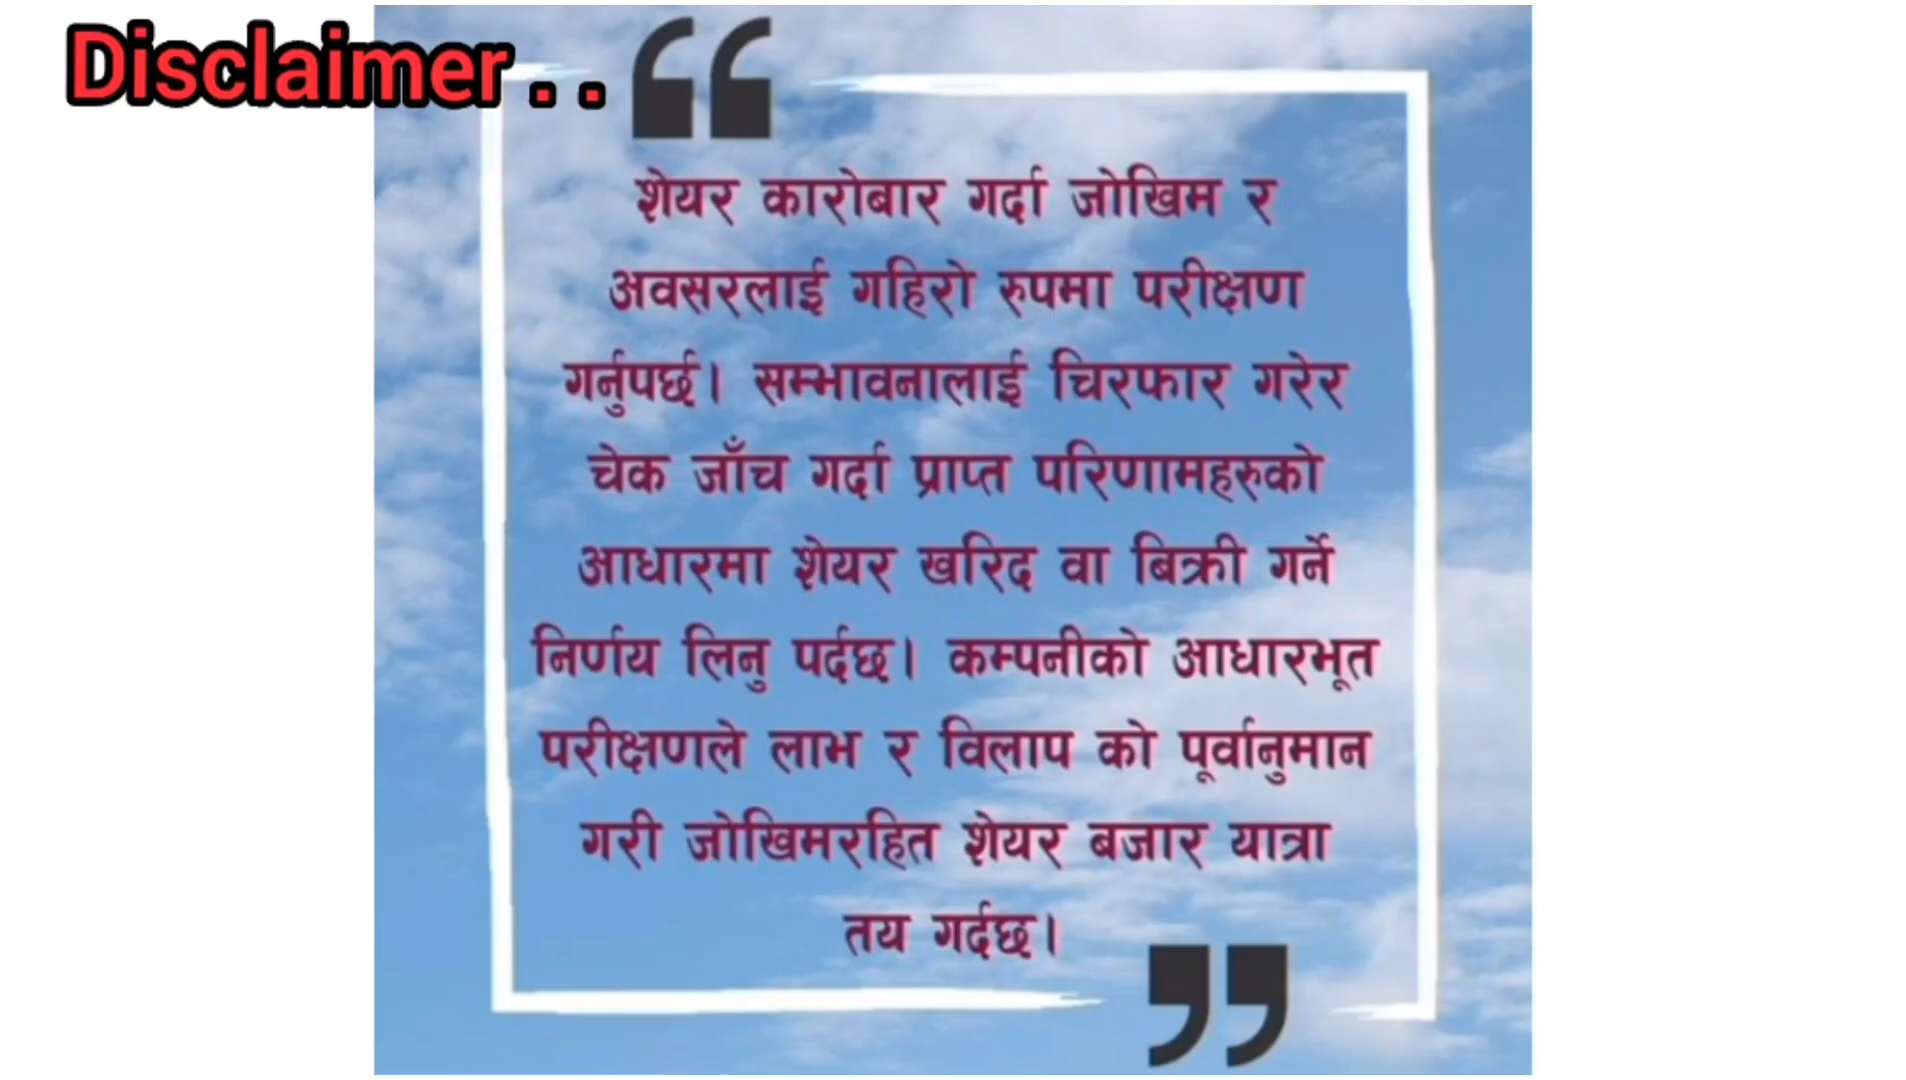 Disclaimer . .
“
शेयर कारोबार गर्दा जोखिम र
अवसरलाई गहिरो रुपमा परीक्षण
गर्नुपर्छ। सम्भावनालाई चिरफार गरेर
चेक जाँच गर्दा प्राप्त परिणामहरुको
आधारमा शेयर खरिद वा बिक्री गर्ने
निर्णय लिनु पर्दछ। कम्पनीको आधारभूत
परीक्षणले लाभ र विलाप को पूर्वानुमान
गरी जोखिमरहित शेयर बजार यात्रा
तय गर्दछ।
”